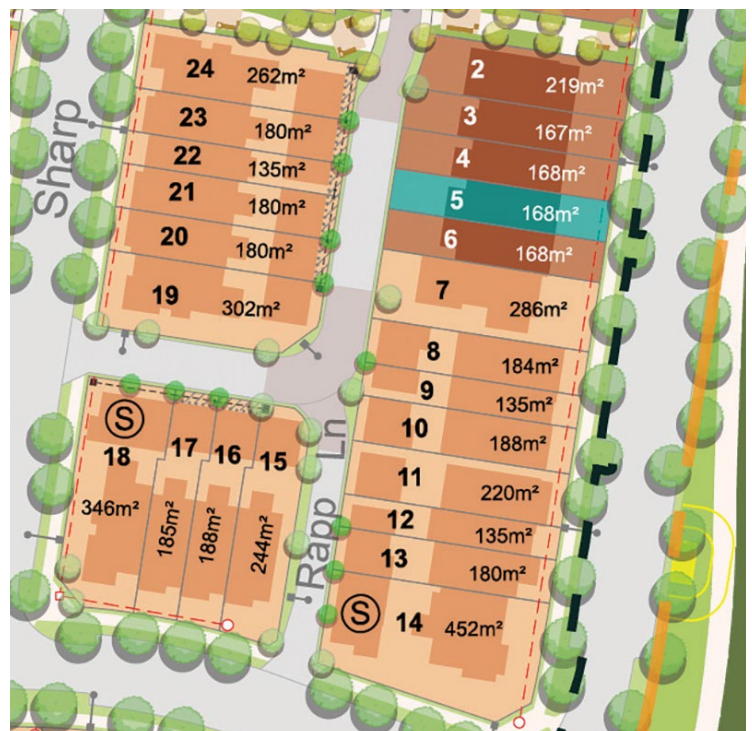 24 262m²
23 180m²
22 135m²
21 180m²
20 180m²
19 302m²
Sharp
2 219m²
3 167m²
4 168m²
5 168m²
6 168m²
7 286m²
8 184m²
9 135m²
10 188m²
11 220m²
12 135m²
13 180m²
S 14 452m²
Rapp Ln
S
18 346m²
17 185m²
16 188m²
15 244m²